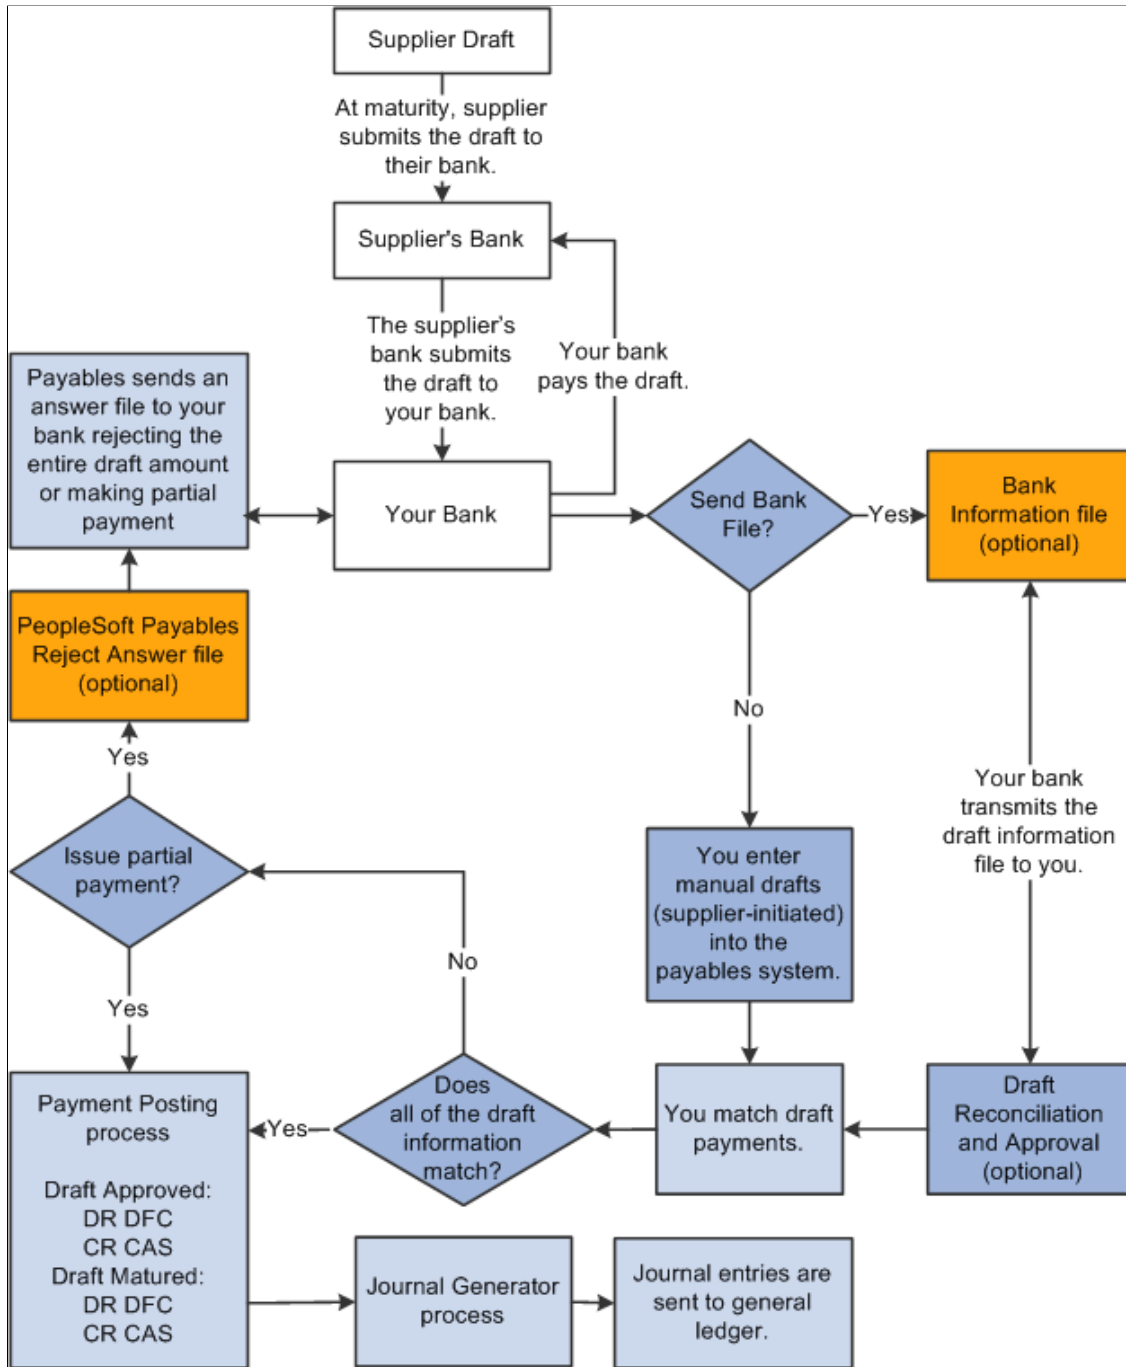 Supplier Draft
At maturity, supplier
submits the draft to
their bank.
Supplier's Bank
The supplier's
bank submits
the draft to
your bank.
Your bank
pays the draft.
Payables sends an
answer file to your
bank rejecting the
entire draft amount
or making partial
payment
Your Bank
Send Bank
File?
Yes
Bank
Information file
(optional)
PeopleSoft Payables
Reject Answer file
(optional)
No
Yes
Your bank
transmits the
draft information
file to you.
Issue partial
payment?
You enter
manual drafts
(supplier-initiated)
into the
payables system.
No
Yes
Payment Posting
process
Draft Approved:
DR DFC
CR CAS
Draft Matured:
DR DFC
CR CAS
Yes
Does
all of the draft
information
match?
You match draft
payments.
Draft
Reconciliation
and Approval
(optional)
Journal Generator
process
Journal entries are
sent to general
ledger.